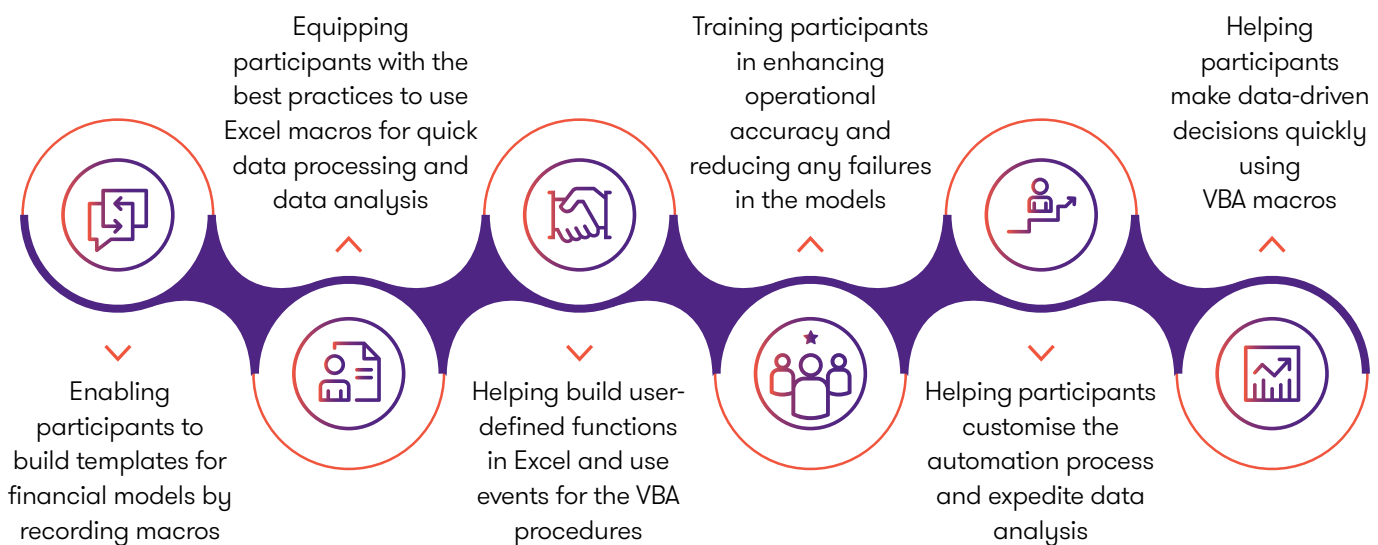 Enabling
participants to
build templates for
financial models by
recording macros
Equipping
participants with the
best practices to use
Excel macros for quick
data processing and
data analysis
Helping build user-
defined functions
in Excel and use
events for the VBA
procedures
Training participants
in enhancing
operational
accuracy and
reducing any failures
in the models
Helping participants
customise the
automation process
and expedite data
analysis
Helping
participants
make data-driven
decisions quickly
using
VBA macros